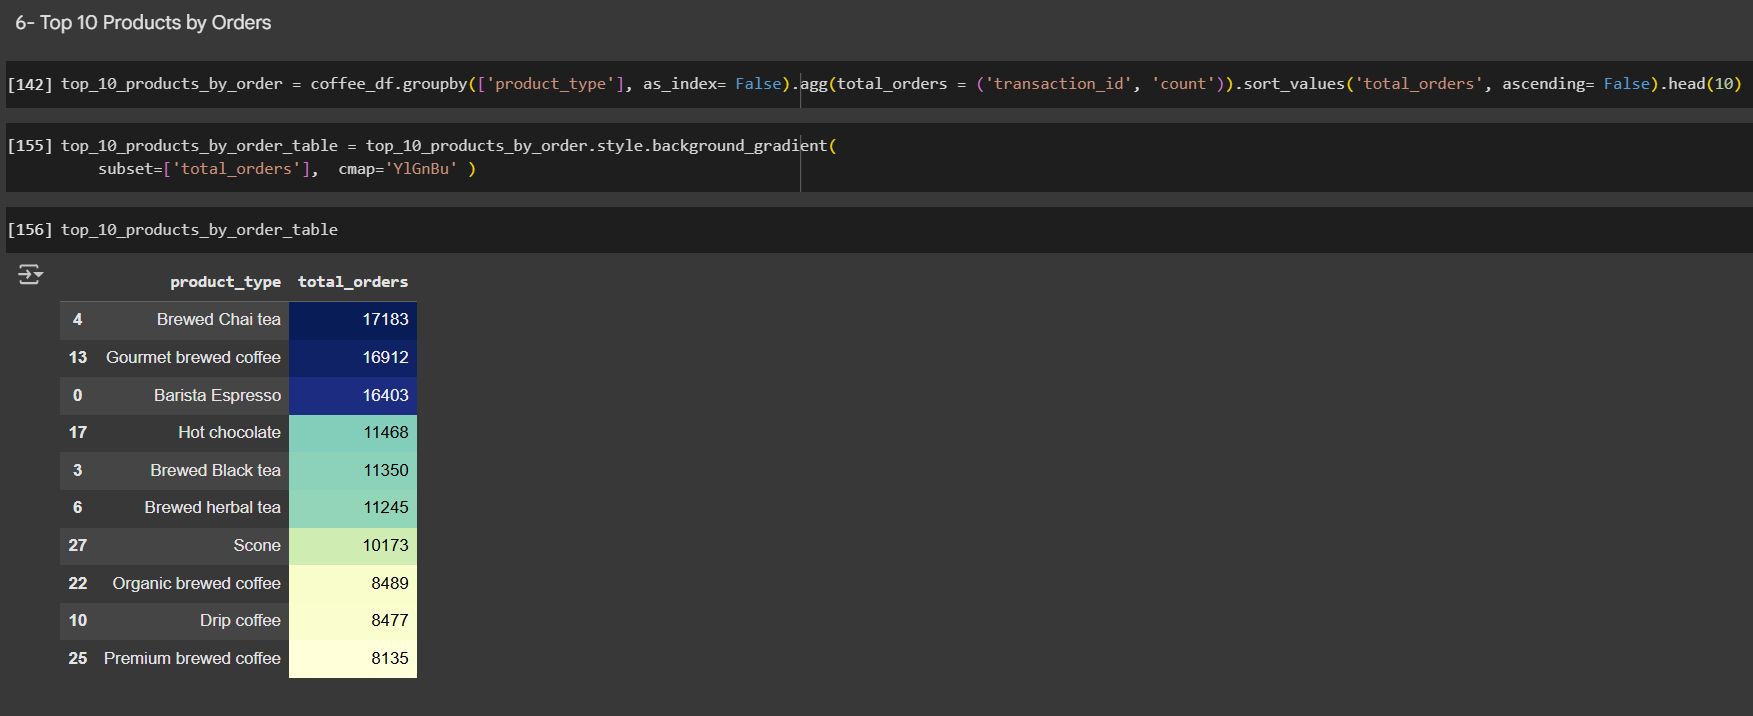 6- Top 10 Products by Orders
[142] top_10_products_by_order = coffee_df.groupby(['product_type'], as_index= False).agg(total_orders = ('transaction_id', 'count')).sort_values('total_orders', ascending= False).head(10)
[155] top_10_products_by_order_table = top_10_products_by_order.style.background_gradient(
subset=['total_orders'],  cmap='YlGnBu' )
[156] top_10_products_by_order_table
product_type total_orders
4 Brewed Chai tea 17183
13 Gourmet brewed coffee 16912
0 Barista Espresso 16403
17 Hot chocolate 11468
3 Brewed Black tea 11350
6 Brewed herbal tea 11245
27 Scone 10173
22 Organic brewed coffee 8489
10 Drip coffee 8477
25 Premium brewed coffee 8135